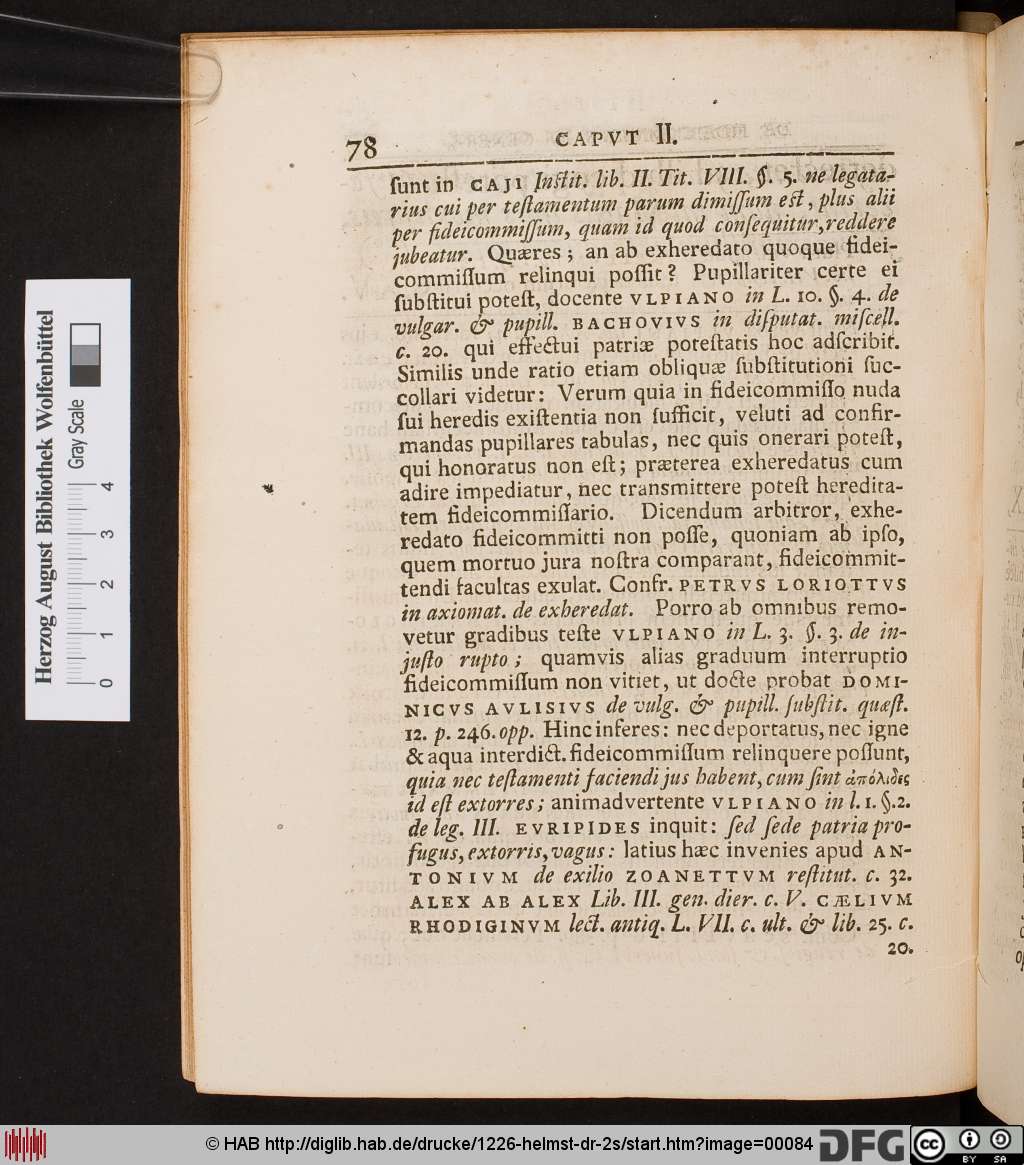 78 CAPVT II.
ſunt in CAJI Inſtit. lib. II. Tit. VIII. §. 5. ne legata-
rius cui per teſtamentum parum dimiſſum eſt, plus alii
per fideicommiſſum, quam id quod conſequitur, reddere
jubeatur. Quæres; an ab exheredato quoque fidei-
commiſſum relinqui poſſit? Pupillariter certe ei
ſubſtitui poteſt, docente VLPIANO in L. 10. §. 4. de
vulgar. & pupill. BACHOVIVS in diſputat. miſcell.
c. 20. qui effectui patriæ poteſtatis hoc adſcribit.
Similis unde ratio etiam obliquæ ſubſtitutioni ſuc-
collari videtur: Verum quia in fideicommiſſo nuda
ſui heredis exiſtentia non ſufficit, veluti ad confir-
mandas pupillares tabulas, nec quis onerari poteſt,
qui honoratus non eſt; præterea exheredatus cum
adire impediatur, nec transmittere poteſt heredita-
tem fideicommiſſario. Dicendum arbitror, exhe-
redato fideicommitti non poſſe, quoniam ab ipſo,
quem mortuo jura noſtra comparant, fideicommit-
tendi facultas exulat. Confr. PETRVS LORIOTTVS
in axiomat. de exheredat. Porro ab omnibus remo-
vetur gradibus teſte VLPIANO in L. 3. §. 3. de in-
juſto rupto; quamvis alias graduum interruptio
fideicommiſſum non vitiet, ut docte probat DOMI-
NICVS AVLISIVS de vulg. & pupill. ſubſtit. quæſt.
12. p. 246. opp. Hinc inferes: nec deportatus, nec igne
& aqua interdict. fideicommiſſum relinquere poſſunt,
quia nec teſtamenti faciendi jus habent, cum ſint ἀπόλιδες
id eſt extorres; animadvertente VLPIANO in l. 1. §. 2.
de leg. III. EVRIPIDES inquit: ſed ſede patria pro-
fugus, extorris, vagus: latius hæc invenies apud AN-
TONIVM de exilio ZOANETTVM reſtitut. c. 32.
ALEX AB ALEX Lib. III. gen. dier. c. V. CÆLIVM
RHODIGINVM lect. antiq. L. VII. c. ult. & lib. 25. c.
20.
Herzog August Bibliothek Wolfenbüttel
Gray Scale
0 1 2 3 4
© HAB http://diglib.hab.de/drucke/1226-helmst-dr-2s/start.htm?image=00084 DFG CC BY SA